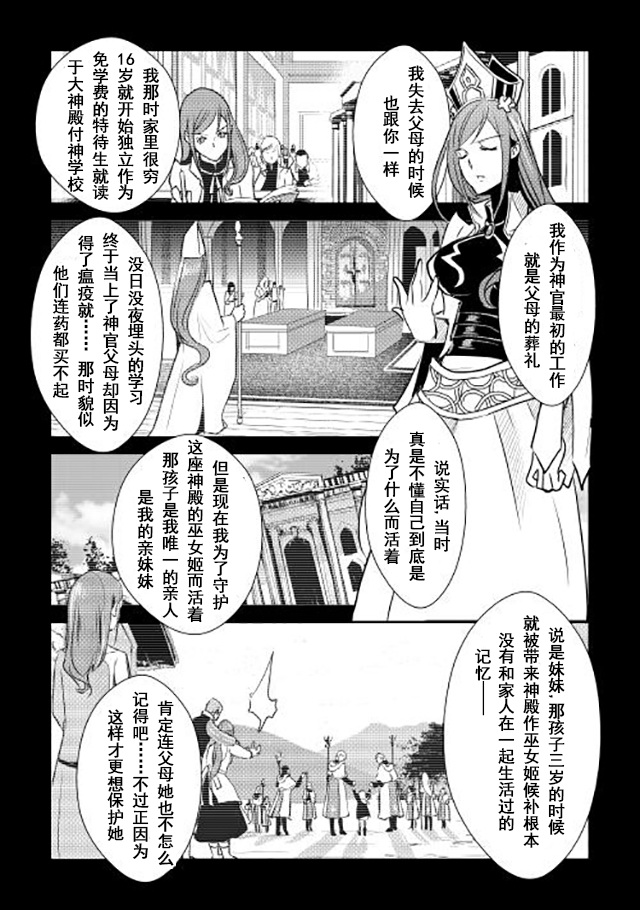 我失去父母的时候
也跟你一样
我那时家里很穷
16岁就开始独立作为
免学费的特待生就读
于大神殿付神学校
我作为神官最初的工作
就是父母的葬礼
没日没夜埋头的学习
终于当上了神官父母却因为
得了瘟疫就…… 那时貌似
他们连药都买不起
说实话.当时
真是不懂自己到底是
为了什么而活着
但是现在我为了守护
这座神殿的巫女姬而活着
那孩子是我唯一的亲人
是我的亲妹妹
说是妹妹.那孩子三岁的时候
就被带来神殿作巫女姬候补根本
没有和家人在一起生活过的
记忆——
肯定连父母她也不怎么
记得吧……不过正因为
这样才更想保护她